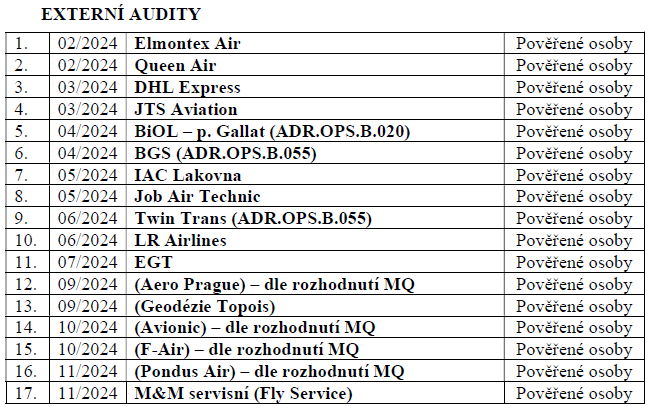 EXTERNÍ AUDITY
1. 02/2024 Elmontex Air Pověřené osoby
2. 02/2024 Queen Air Pověřené osoby
3. 03/2024 DHL Express Pověřené osoby
4. 03/2024 JTS Aviation Pověřené osoby
5. 04/2024 BiOL – p. Gallat (ADR.OPS.B.020) Pověřené osoby
6. 04/2024 BGS (ADR.OPS.B.055) Pověřené osoby
7. 05/2024 IAC Lakovna Pověřené osoby
8. 05/2024 Job Air Technic Pověřené osoby
9. 06/2024 Twin Trans (ADR.OPS.B.055) Pověřené osoby
10. 06/2024 LR Airlines Pověřené osoby
11. 07/2024 EGT Pověřené osoby
12. 09/2024 (Aero Prague) – dle rozhodnutí MQ Pověřené osoby
13. 09/2024 (Geodézie Topois) Pověřené osoby
14. 10/2024 (Avionic) – dle rozhodnutí MQ Pověřené osoby
15. 10/2024 (F-Air) – dle rozhodnutí MQ Pověřené osoby
16. 11/2024 (Pondus Air) – dle rozhodnutí MQ Pověřené osoby
17. 11/2024 M&M servisní (Fly Service) Pověřené osoby